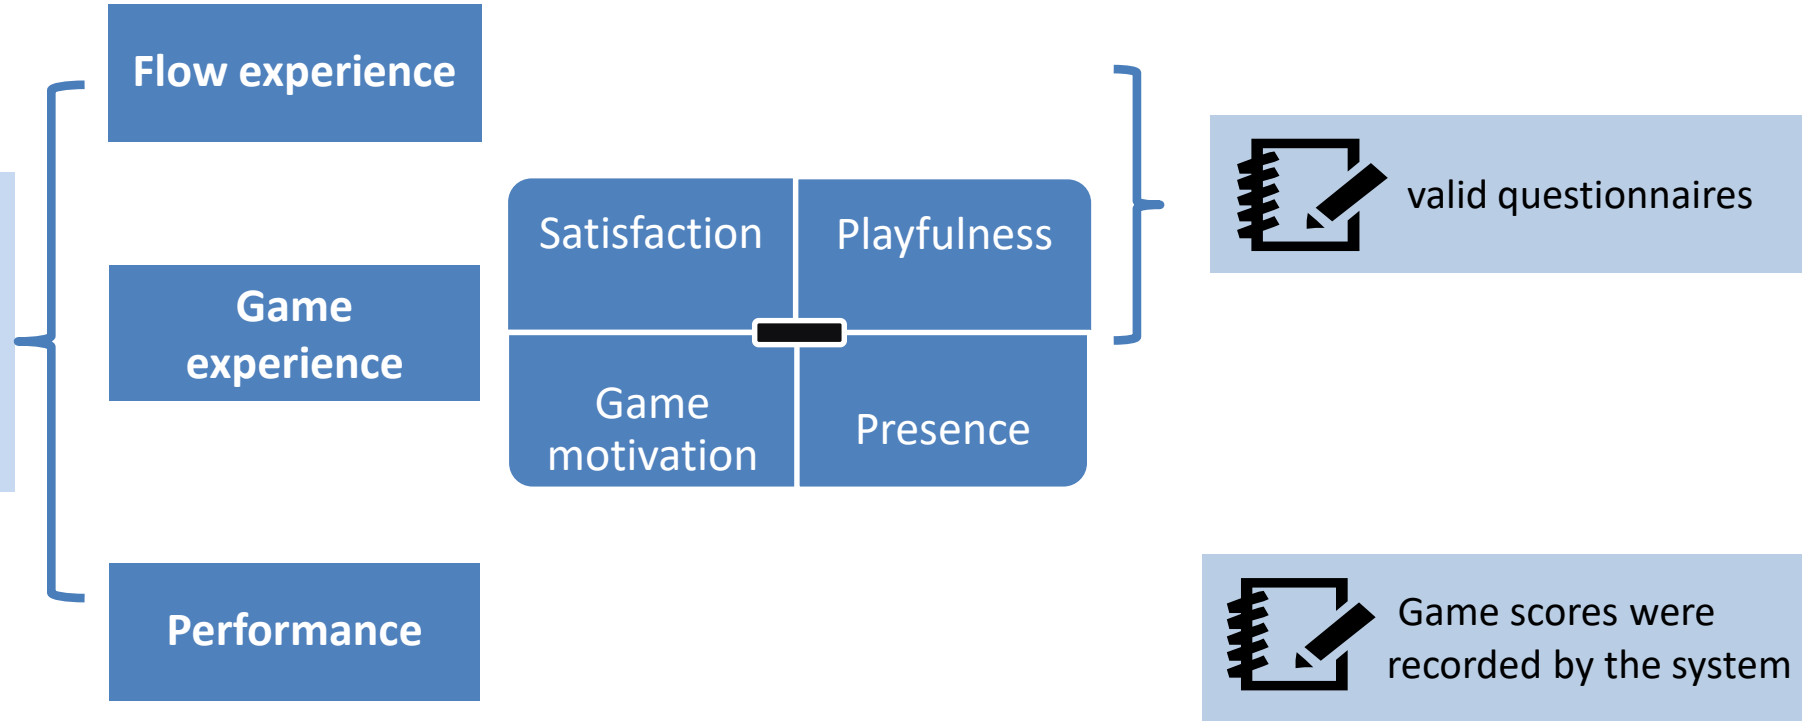 Flow experience
Game
experience
Performance
Satisfaction
Playfulness
Game
motivation
Presence
valid questionnaires
Game scores were
recorded by the system